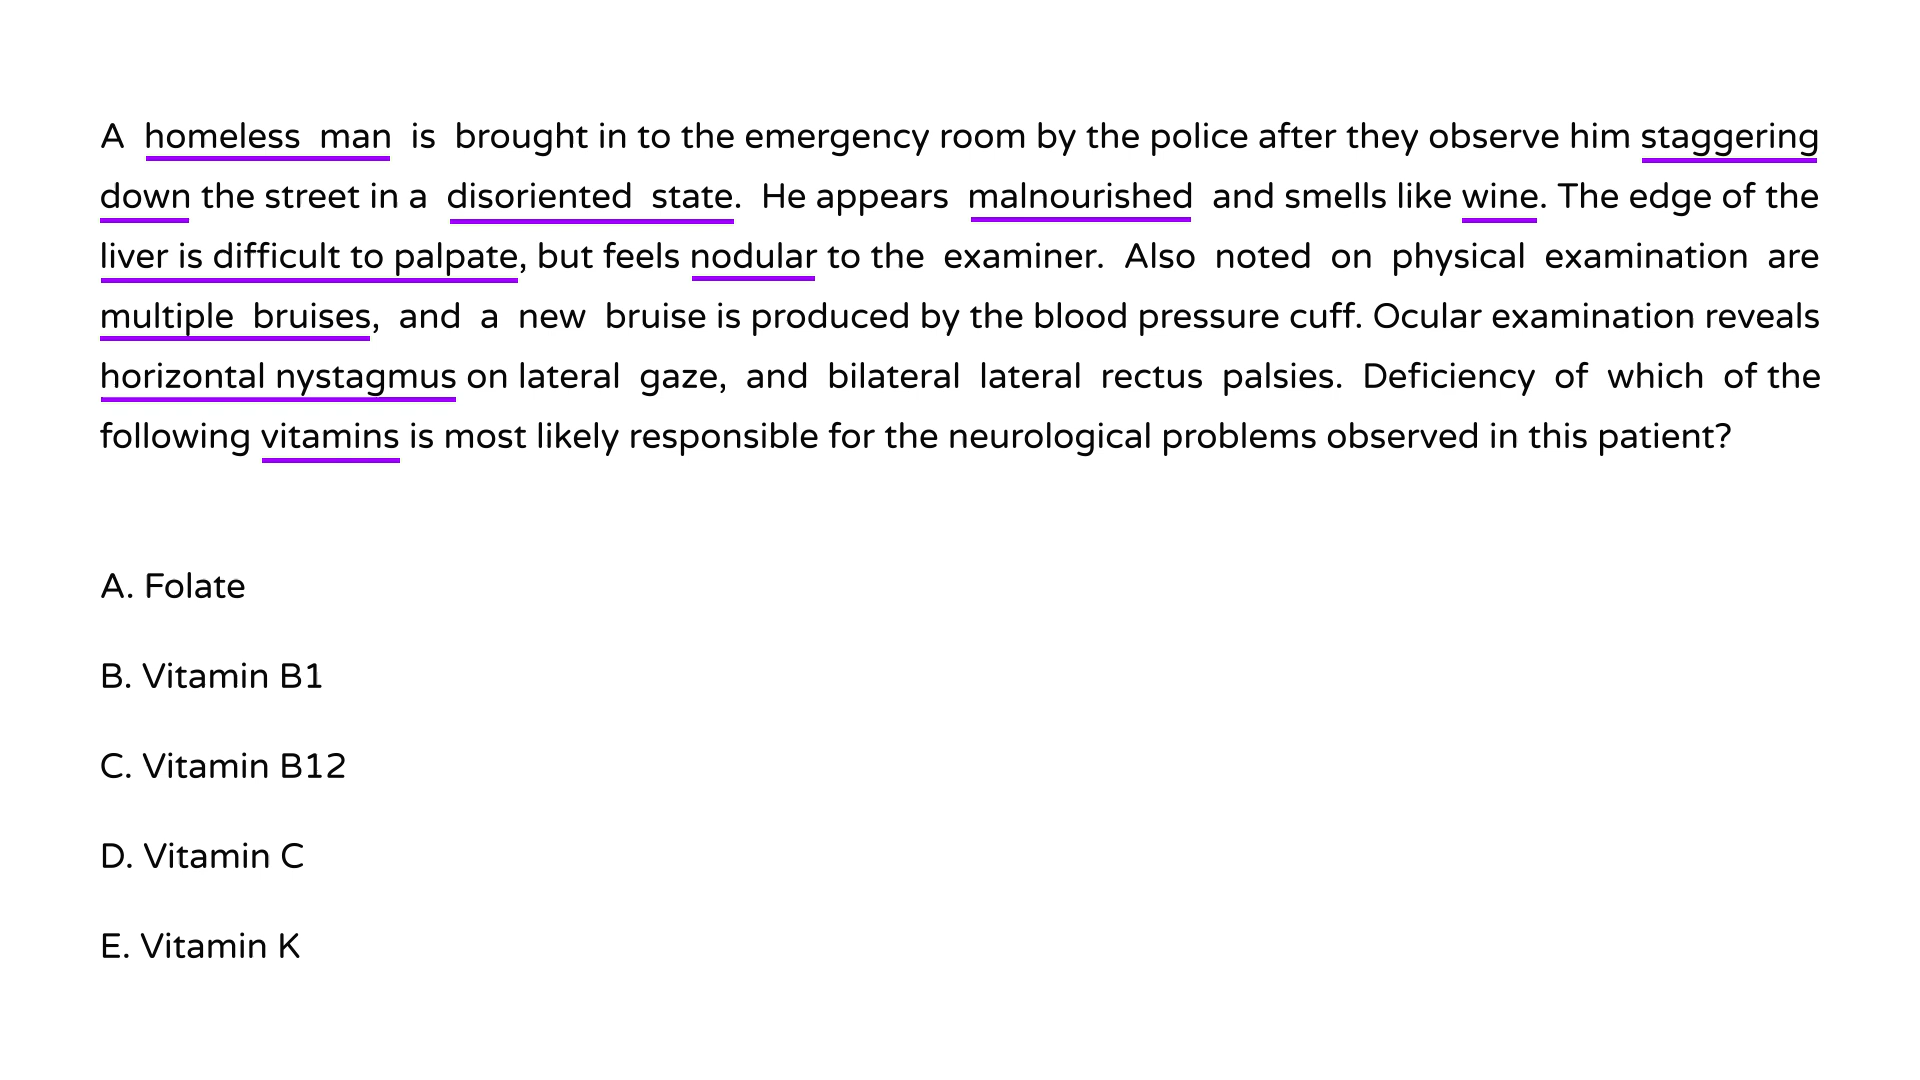 A homeless man is brought in to the emergency room by the police after they observe him staggering
down the street in a disoriented state. He appears malnourished and smells like wine. The edge of the
liver is difficult to palpate, but feels nodular to the examiner. Also noted on physical examination are
multiple bruises, and a new bruise is produced by the blood pressure cuff. Ocular examination reveals
horizontal nystagmus on lateral gaze, and bilateral lateral rectus palsies. Deficiency of which of the
following vitamins is most likely responsible for the neurological problems observed in this patient?
A. Folate
B. Vitamin B1
C. Vitamin B12
D. Vitamin C
E. Vitamin K